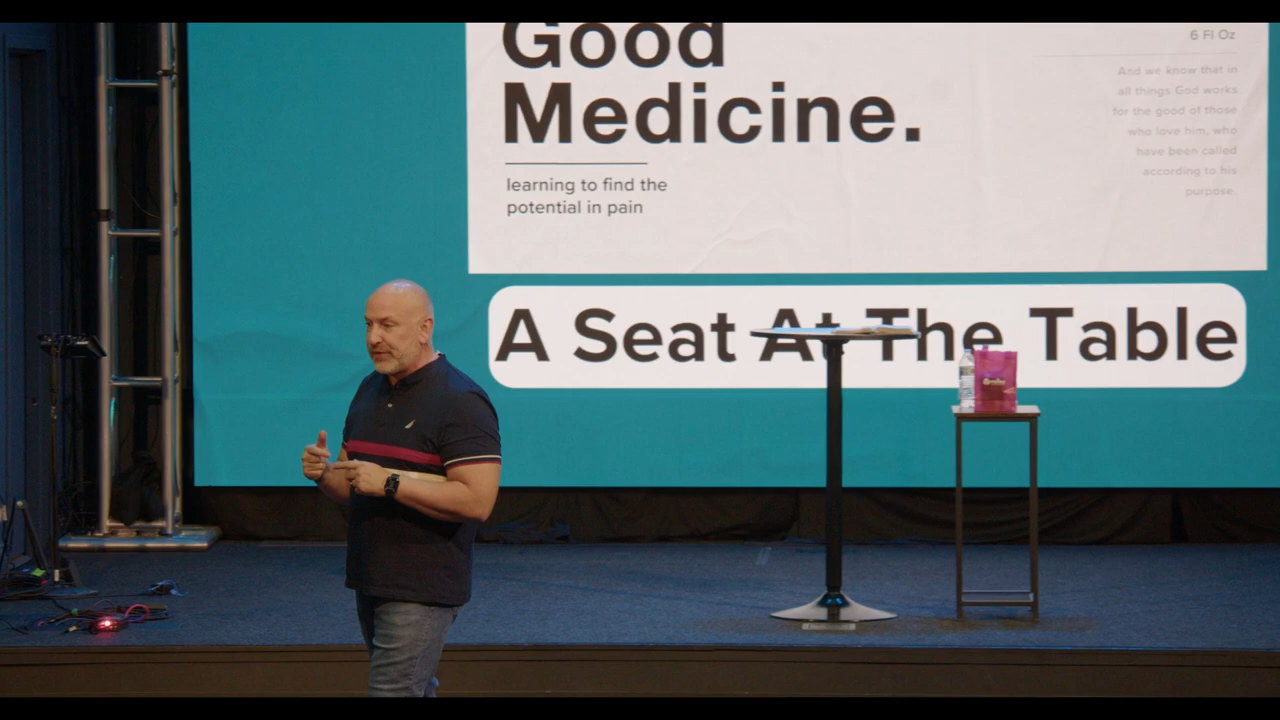 Good
Medicine.
learning to find the
potential in pain
6 Fl Oz
And we know that in
all things God works
for the good of those
who love him, who
have been called
according to his
purpose.
A Seat At The Table